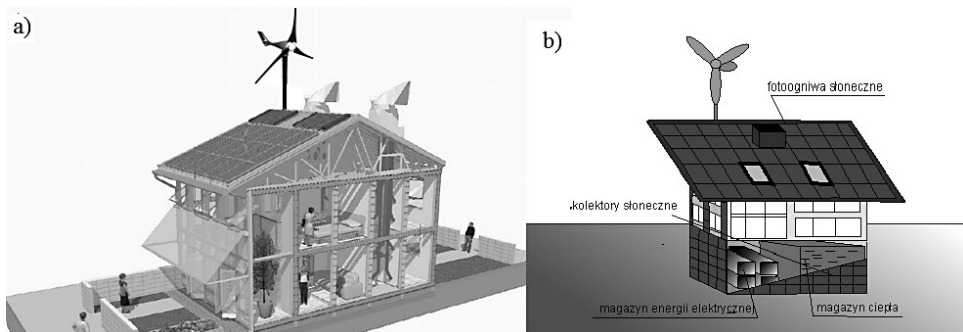 a)
b)
fotoogniwa słoneczne
kolektory słoneczne
magazyn energii elektrycznej
magazyn ciepła